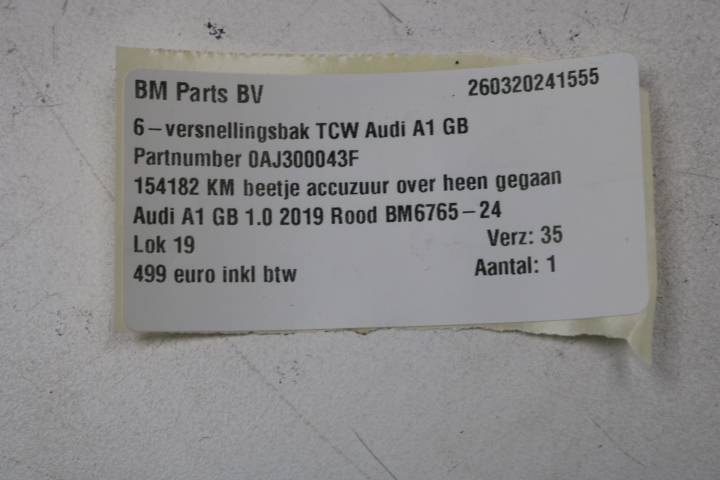 BM Parts BV 260320241555
6-versnellingsbak TCW Audi A1 GB
Partnumber 0AJ300043F
154182 KM beetje accuzuur over heen gegaan
Audi A1 GB 1.0 2019 Rood BM6765-24
Lok 19 Verz: 35
499 euro inkl btw Aantal: 1